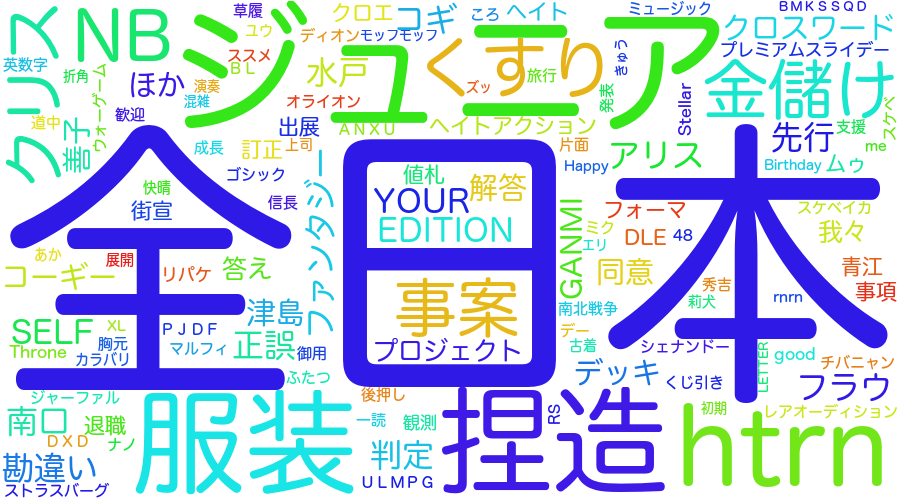 草履
クロエ
コギ
ころ
ヘイト
ミュージック
BMKSSQD
クリス
NB
ジュニア
ユウ
ディオン
モッフモッフ
くすり
きゅう
クロスワード
プレミアムスライデー
英数字
折角
ウォーゲーム
ほか
BL
ススメ
演奏
混雑
水戸
ズッ
旅行
発表
Stellar
金儲け
道中
善子
歓迎
オライオン
出展
ANXU
ヘイトアクション
先行
支援
スケベ
me
成長
訂正
上司
片面
アリス
Happy
Birthday
ムゥ
快晴
ゴシック
ファンタジー
値札
解答
YOUR
EDITION
GANMI
フォーマ
ミク
エリ
DLE
48
スケベイカ
我々
全日本
街宣
信長
あか
展開
コーギー
リパケ
答え
同意
青江
事項
秀吉
莉犬
rnrn
津島
事案
南北戦争
SELF
XL
胸元
PJDF
正誤
御用
プロジェクト
デー
古着
シェナンドー
good
チバニャン
Throne
カラバリ
マルフィ
ふたつ
デッキ
くじ引き
LETTER
フラウ
ジャーファル
南口
退職
服装
後押し
一読
観測
捏造
RS
htrn
初期
レアオーディション
DXD
ナノ
判定
勘違い
ストラスバーグ
ULMPG